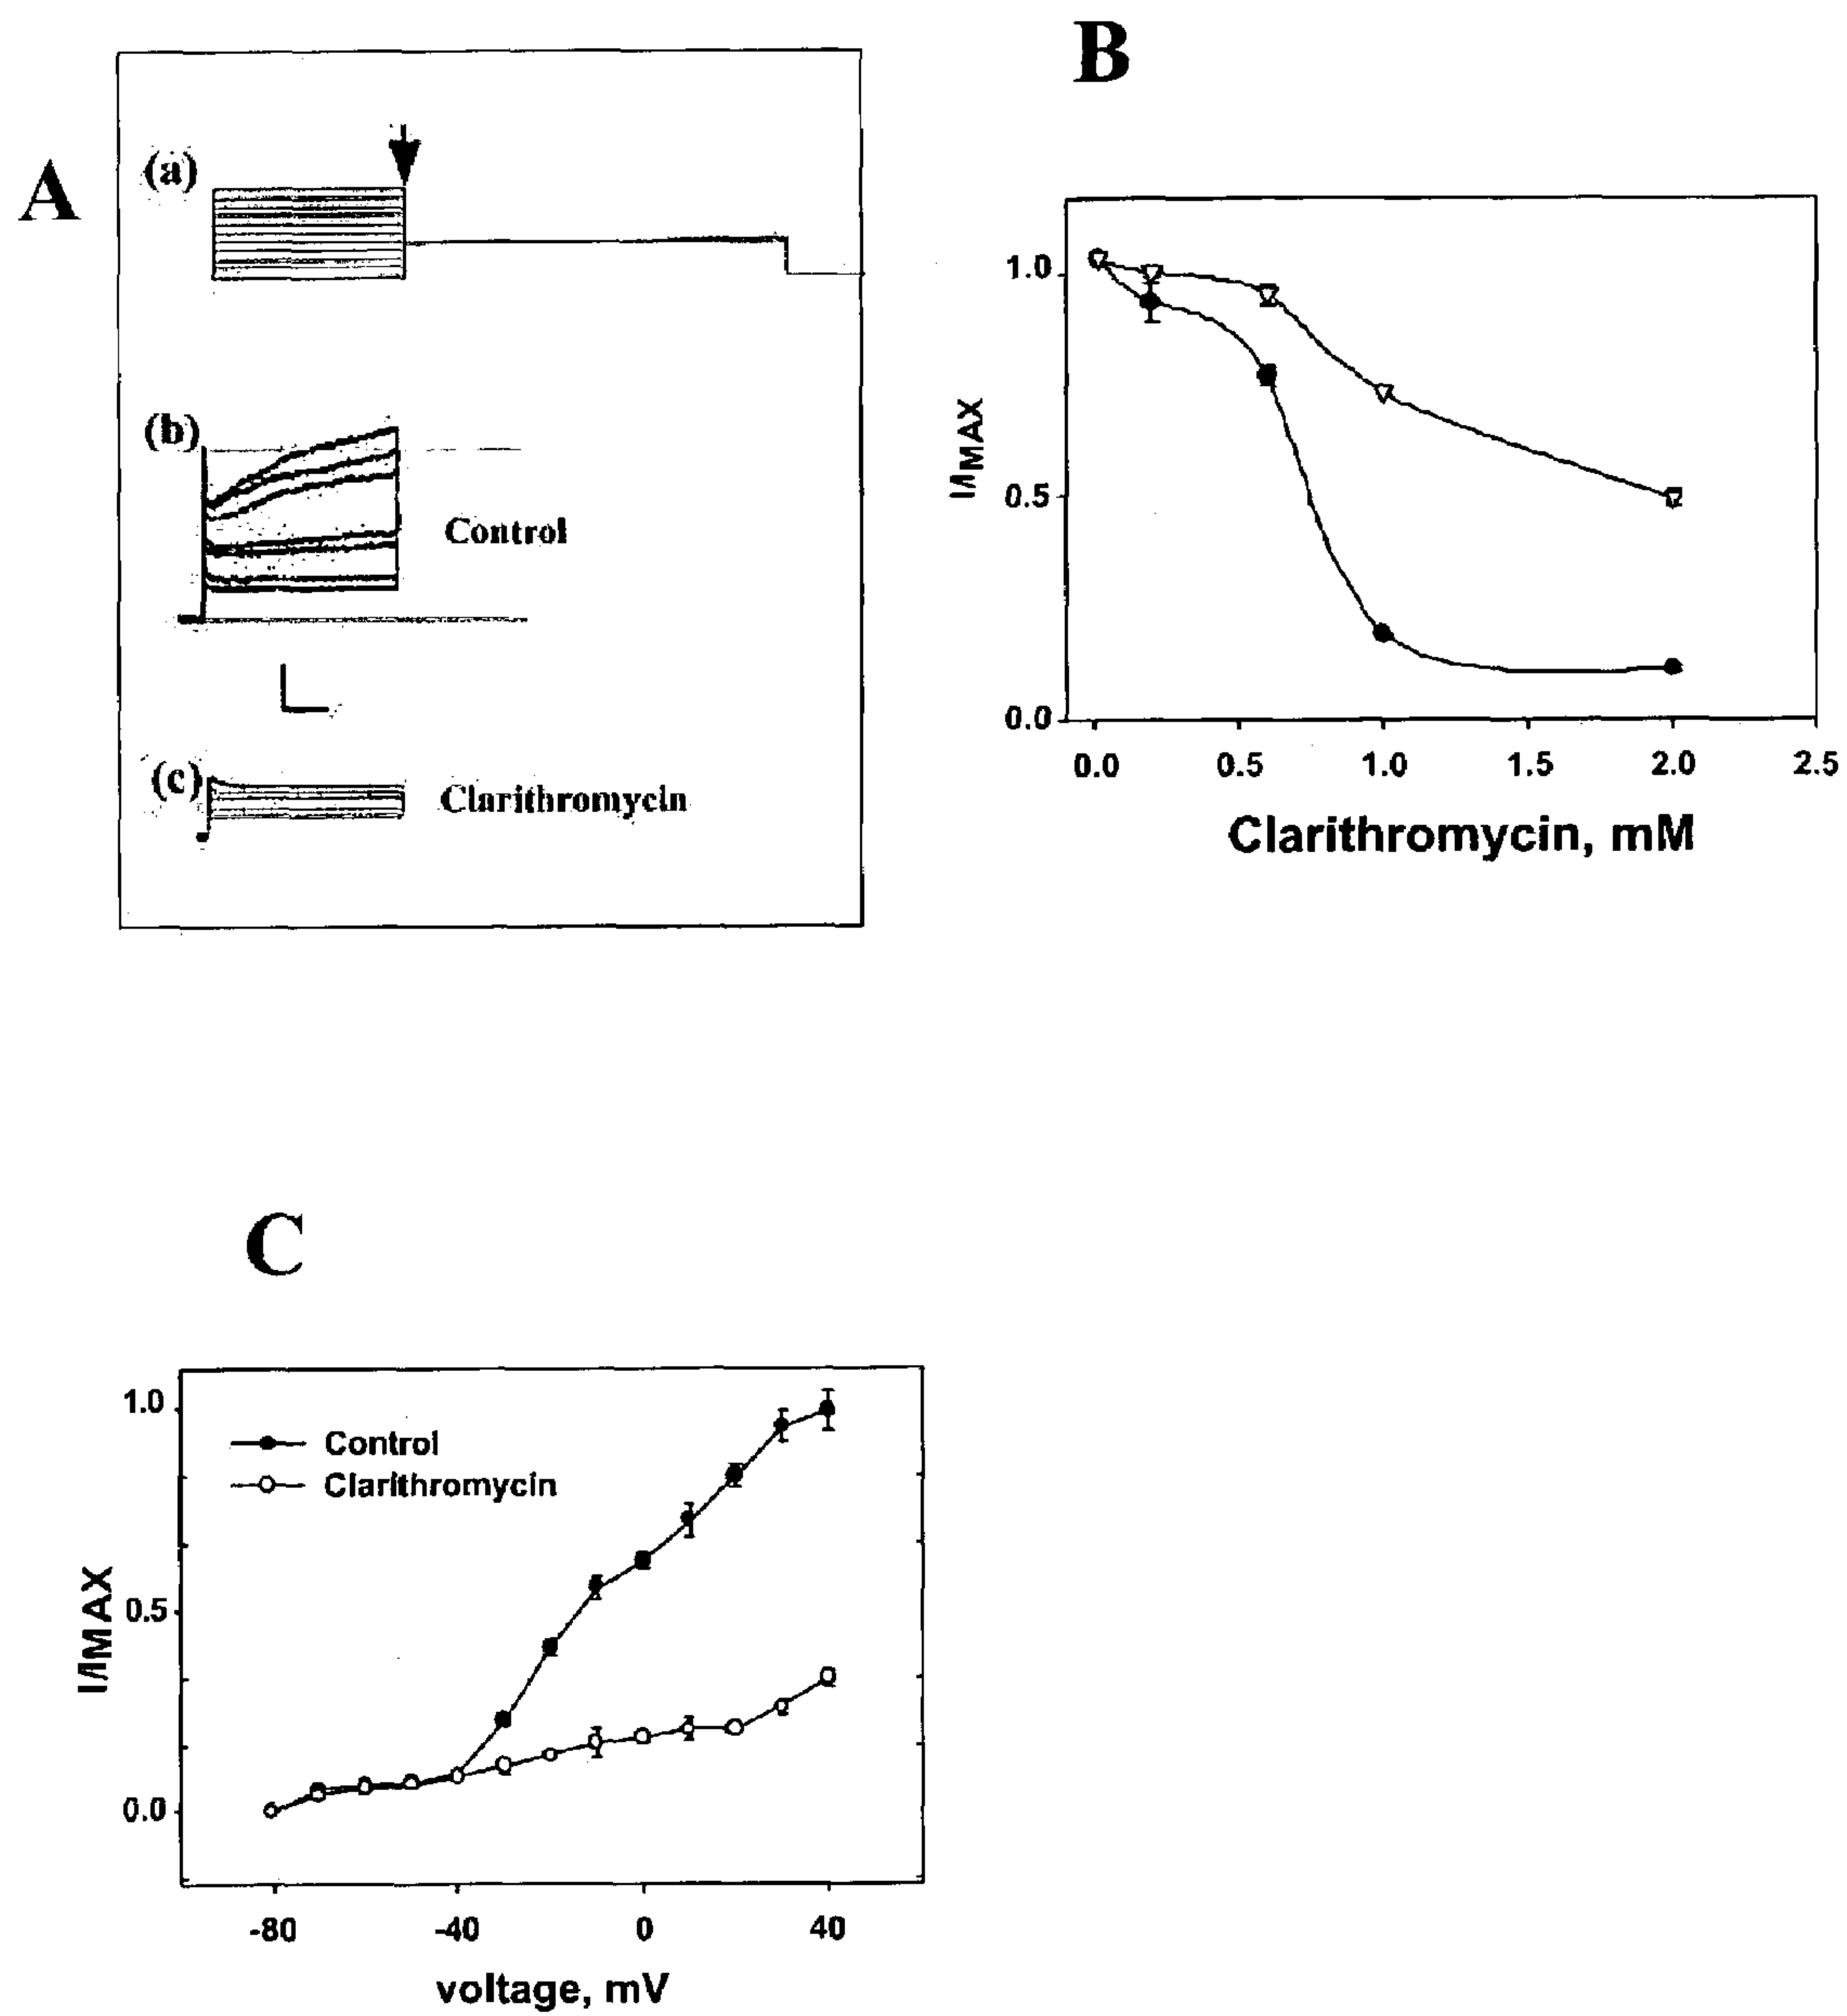 A
(a)
(b)
Control
(c)
Clarithromycin
B
I/IMAX
1.0
0.5
0.0
0.0 0.5 1.0 1.5 2.0 2.5
Clarithromycin, mM
C
Control
Clarithromycin
I/IMAX
1.0
0.5
0.0
-80 -40 0 40
voltage, mV